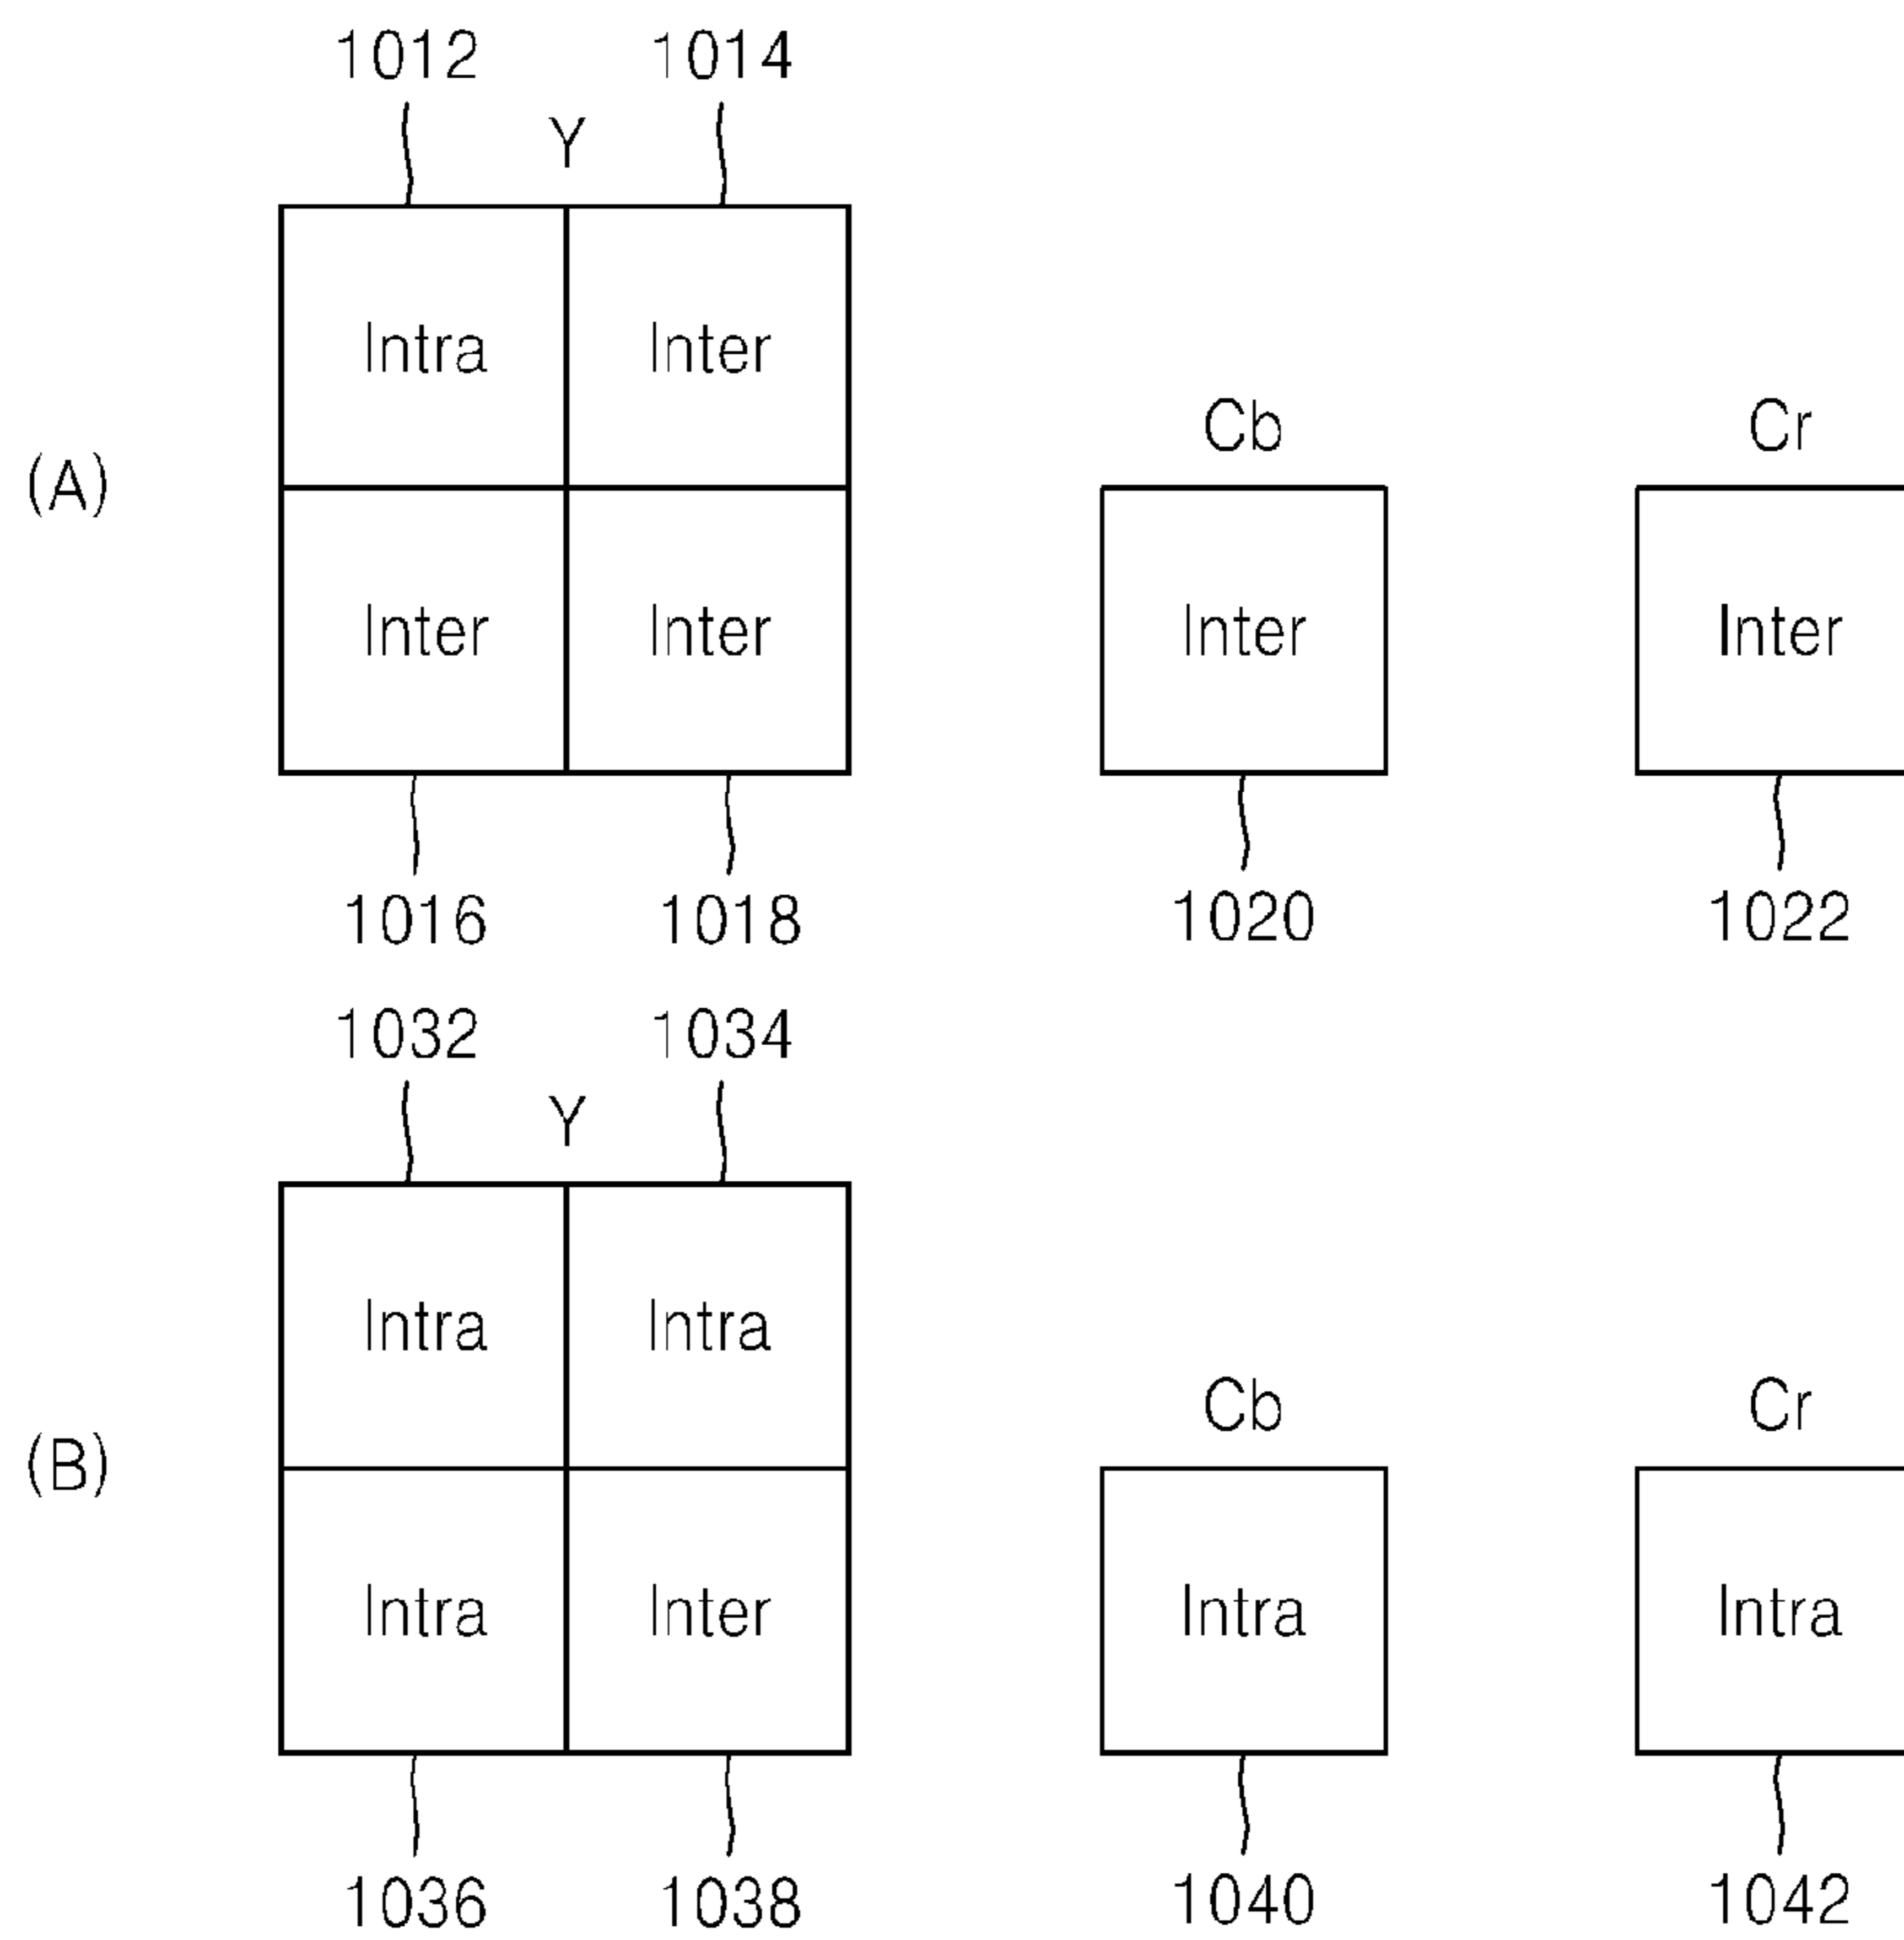 1012 1014
Y
Intra Inter
Cb Cr
(A)
Inter Inter Inter Inter
1016 1018 1020 1022
1032 1034
Y
Intra Intra
Cb Cr
(B)
Intra Inter Intra Intra
1036 1038 1040 1042